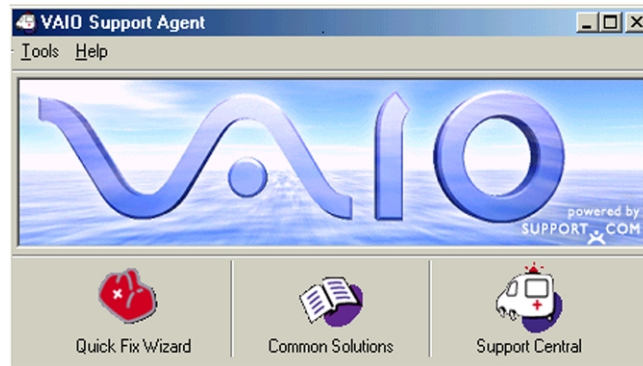 VAIO Support Agent
Tools Help
VAIO
powered by
SUPPORT.COM
Quick Fix Wizard Common Solutions Support Central